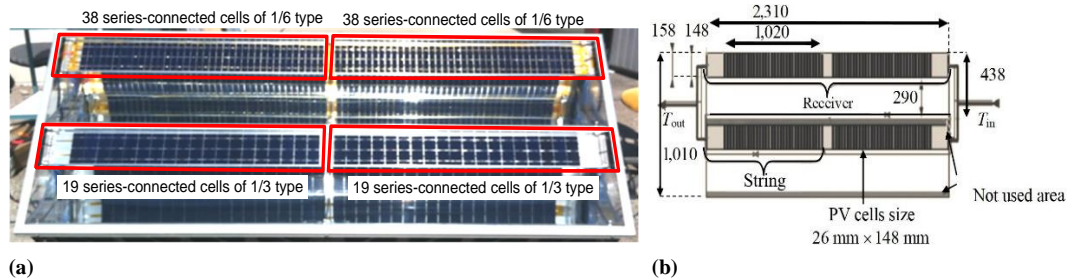 38 series-connected cells of 1/6 type
38 series-connected cells of 1/6 type
19 series-connected cells of 1/3 type
19 series-connected cells of 1/3 type
(a)
2,310
158
148
1,020
438
Receiver
290
Tout
Tin
1,010
String
Not used area
PV cells size
26 mm × 148 mm
(b)